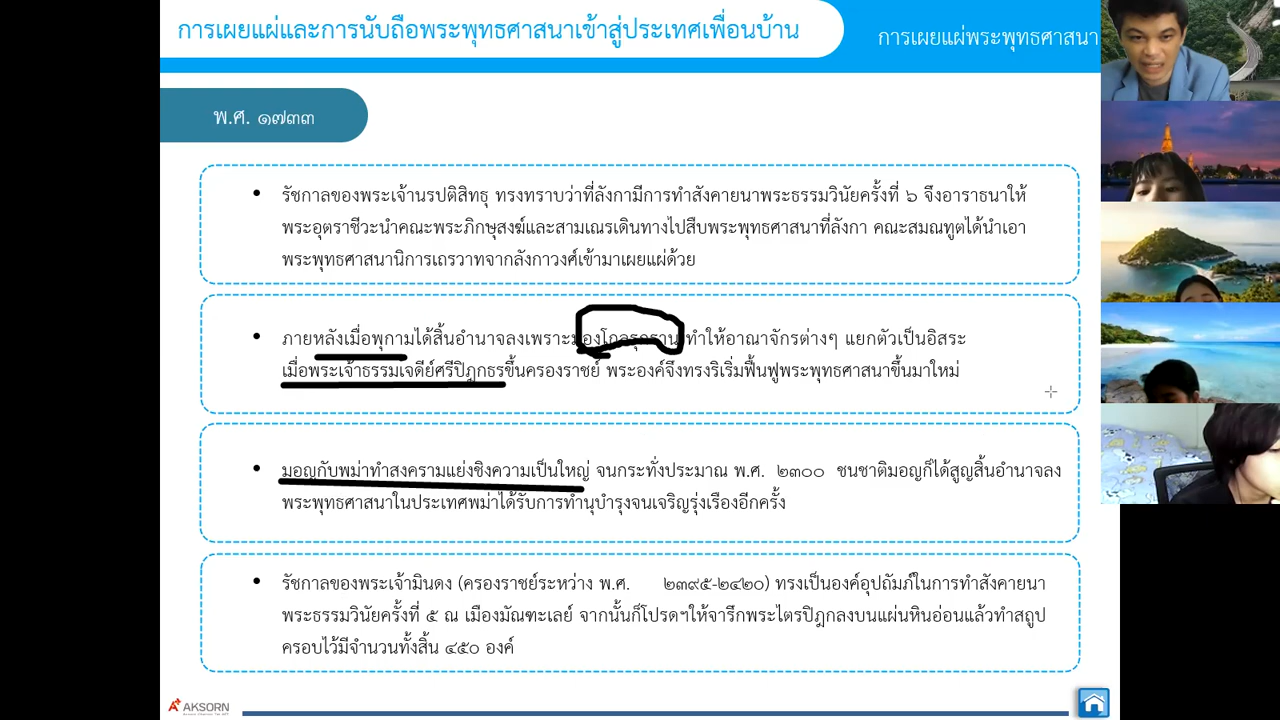 การเผยแผ่และการนับถือพระพุทธศาสนาเข้าสู่ประเทศเพื่อนบ้าน
การเผยแผ่พระพุทธศาสนา
พ.ศ. ๑๗๓๓
• รัชกาลของพระเจ้านรปติสิทธุ ทรงทราบว่าที่ลังกามีการทำสังคายนาพระธรรมวินัยครั้งที่ ๖ จึงอาราธนาให้
พระอุตราชีวะนำคณะพระภิกษุสงฆ์และสามเณรเดินทางไปสืบพระพุทธศาสนาที่ลังกา คณะสมณทูตได้นำเอา
พระพุทธศาสนานิกายเถรวาทจากลังกาวงศ์เข้ามาเผยแผ่ด้วย
• ภายหลังเมื่อพุกามได้สิ้นอำนาจลงเพราะมองโกลรุกราน ทำให้อาณาจักรต่างๆ แยกตัวเป็นอิสระ
เมื่อพระเจ้าธรรมเจดีย์ศรีปิฎกธรขึ้นครองราชย์ พระองค์จึงทรงริเริ่มฟื้นฟูพระพุทธศาสนาขึ้นมาใหม่
• มอญกับพม่าทำสงครามแย่งชิงความเป็นใหญ่ จนกระทั่งประมาณ พ.ศ. ๒๓๐๐ ชนชาติมอญก็ได้สูญสิ้นอำนาจลง
พระพุทธศาสนาในประเทศพม่าได้รับการทำนุบำรุงจนเจริญรุ่งเรืองอีกครั้ง
• รัชกาลของพระเจ้ามินดง (ครองราชย์ระหว่าง พ.ศ. ๒๓๙๕-๒๔๒๐) ทรงเป็นองค์อุปถัมภ์ในการทำสังคายนา
พระธรรมวินัยครั้งที่ ๕ ณ เมืองมัณฑะเลย์ จากนั้นก็โปรดฯให้จารึกพระไตรปิฎกลงบนแผ่นหินอ่อนแล้วทำสถูป
ครอบไว้มีจำนวนทั้งสิ้น ๔๕๐ องค์
AKSORN